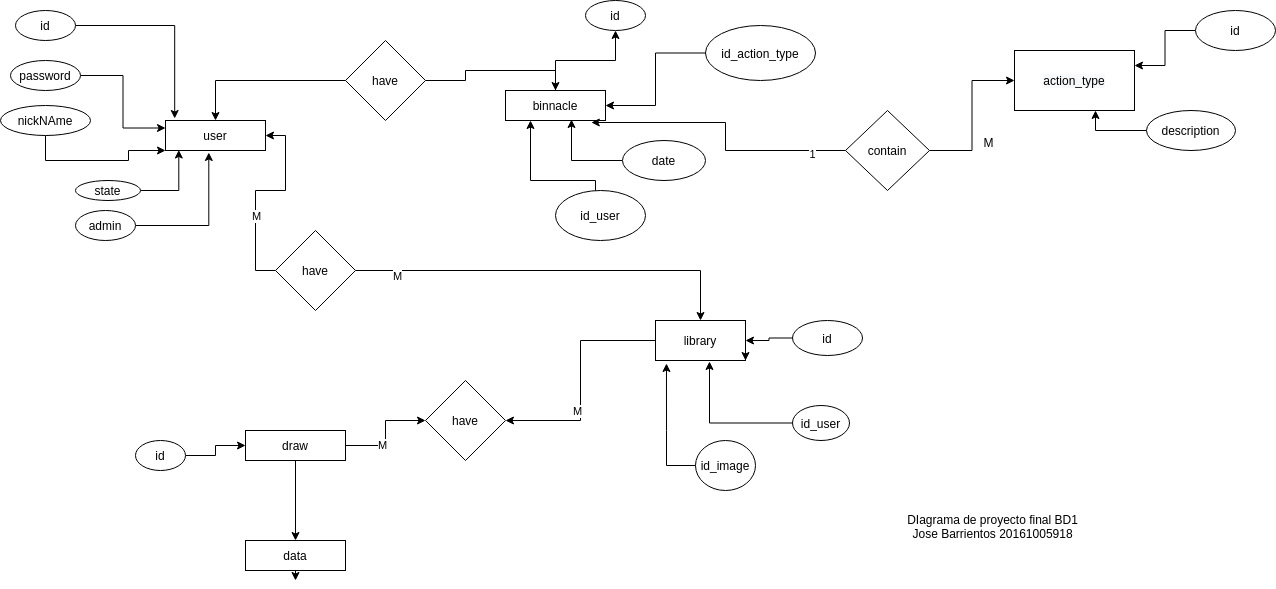 id
id
id
id_action_type
password
have
action_type
binnacle
nickNAme
user
description
contain
M
1
date
state
admin
id_user
M
have
M
library
id
M
have
id_user
draw
M
id
id_image
DIagrama de proyecto final BD1
Jose Barrientos 20161005918
data